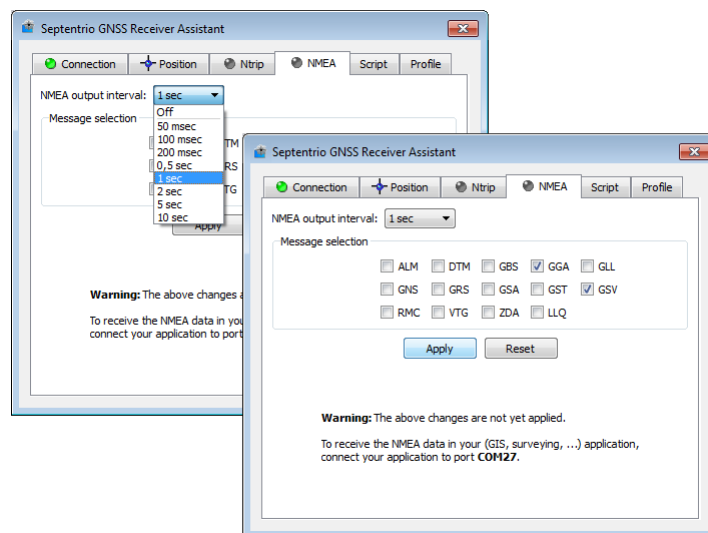 Septentrio GNSS Receiver Assistant
Connection Position Ntrip NMEA Script Profile
NMEA output interval: 1 sec
Message selection
Off
50 msec
100 msec
200 msec
0,5 sec
1 sec
2 sec
5 sec
10 sec
TM
RS
TG
Apply
Warning: The above changes a
To receive the NMEA data in you
connect your application to port
Septentrio GNSS Receiver Assistant
Connection Position Ntrip NMEA Script Profile
NMEA output interval: 1 sec
Message selection
ALM DTM GBS GGA GLL
GNS GRS GSA GST GSV
RMC VTG ZDA LLQ
Apply Reset
Warning: The above changes are not yet applied.
To receive the NMEA data in your (GIS, surveying, ...) application,
connect your application to port COM27.